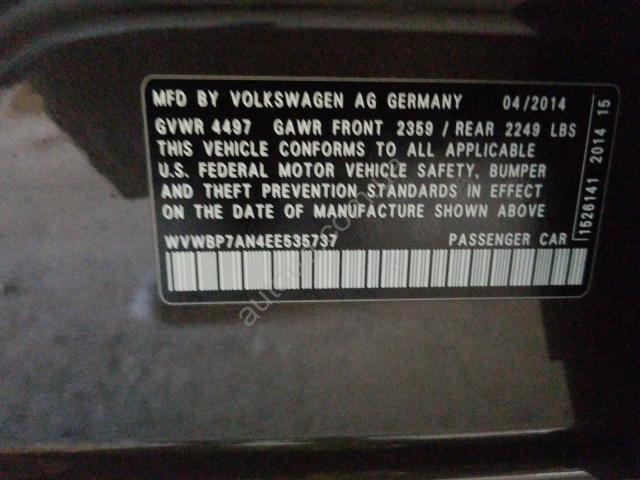 MFD BY VOLKSWAGEN AG GERMANY 04/2014
GVWR 4497 GAWR FRONT 2359 / REAR 2249 LBS
THIS VEHICLE CONFORMS TO ALL APPLICABLE
U.S. FEDERAL MOTOR VEHICLE SAFETY, BUMPER
AND THEFT PREVENTION STANDARDS IN EFFECT
ON THE DATE OF MANUFACTURE SHOWN ABOVE
WVWBP7AN4EE535737 PASSENGER CAR
1526141 2014 15